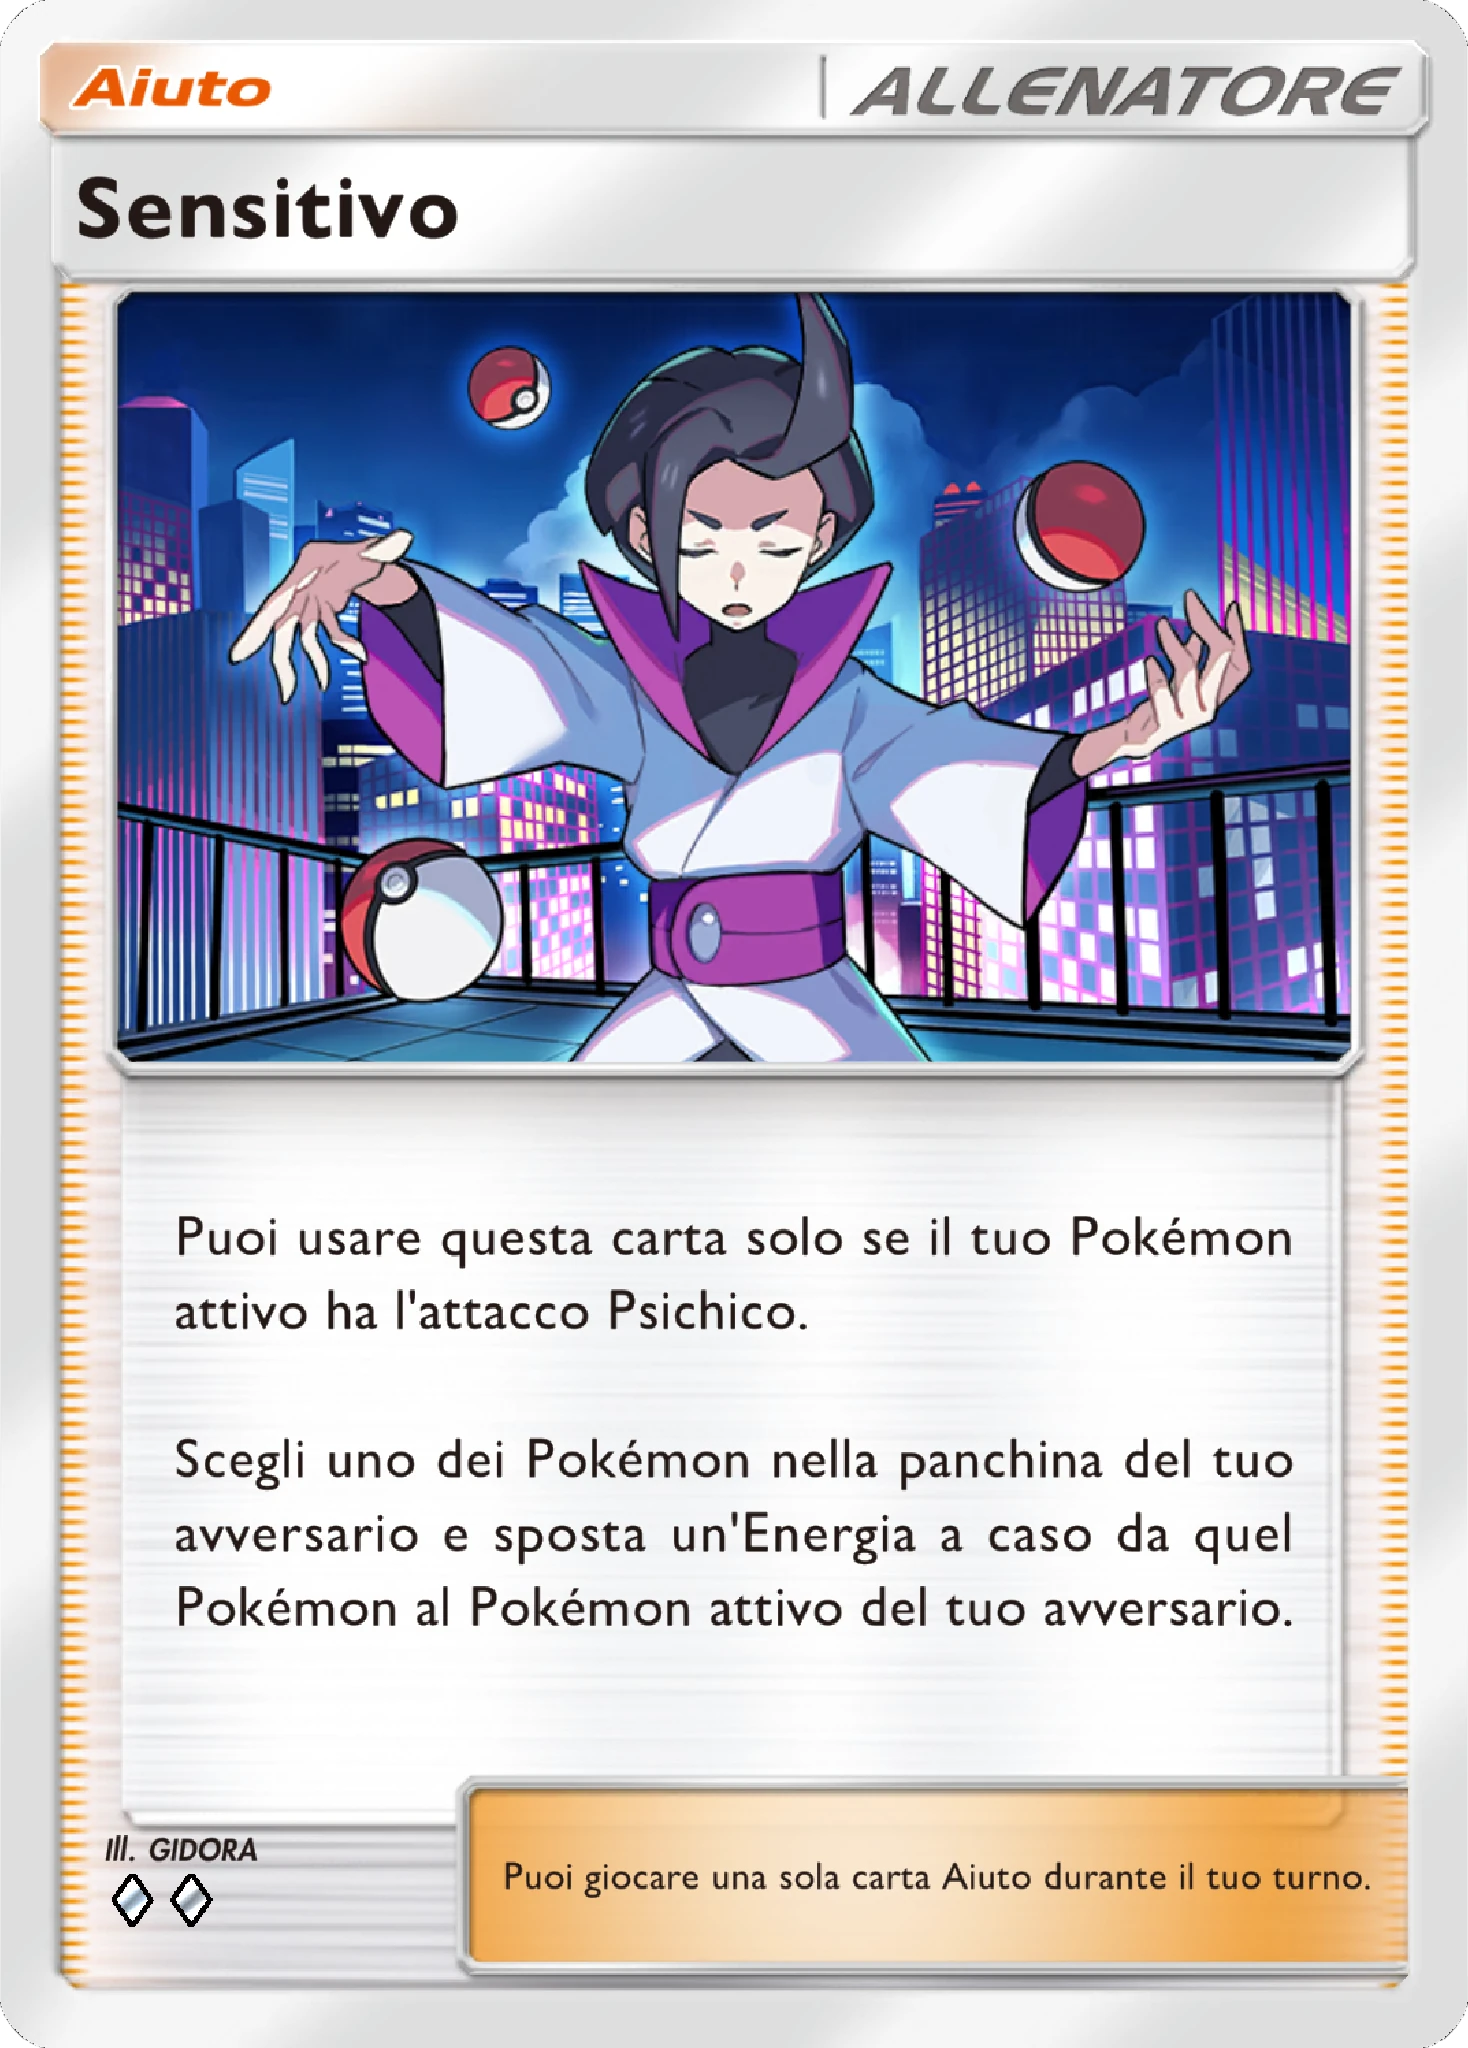 Aiuto
ALLENATORE
Sensitivo
Puoi usare questa carta solo se il tuo Pokémon
attivo ha l'attacco Psichico.
Scegli uno dei Pokémon nella panchina del tuo
avversario e sposta un'Energia a caso da quel
Pokémon al Pokémon attivo del tuo avversario.
Ill. GIDORA
Puoi giocare una sola carta Aiuto durante il tuo turno.